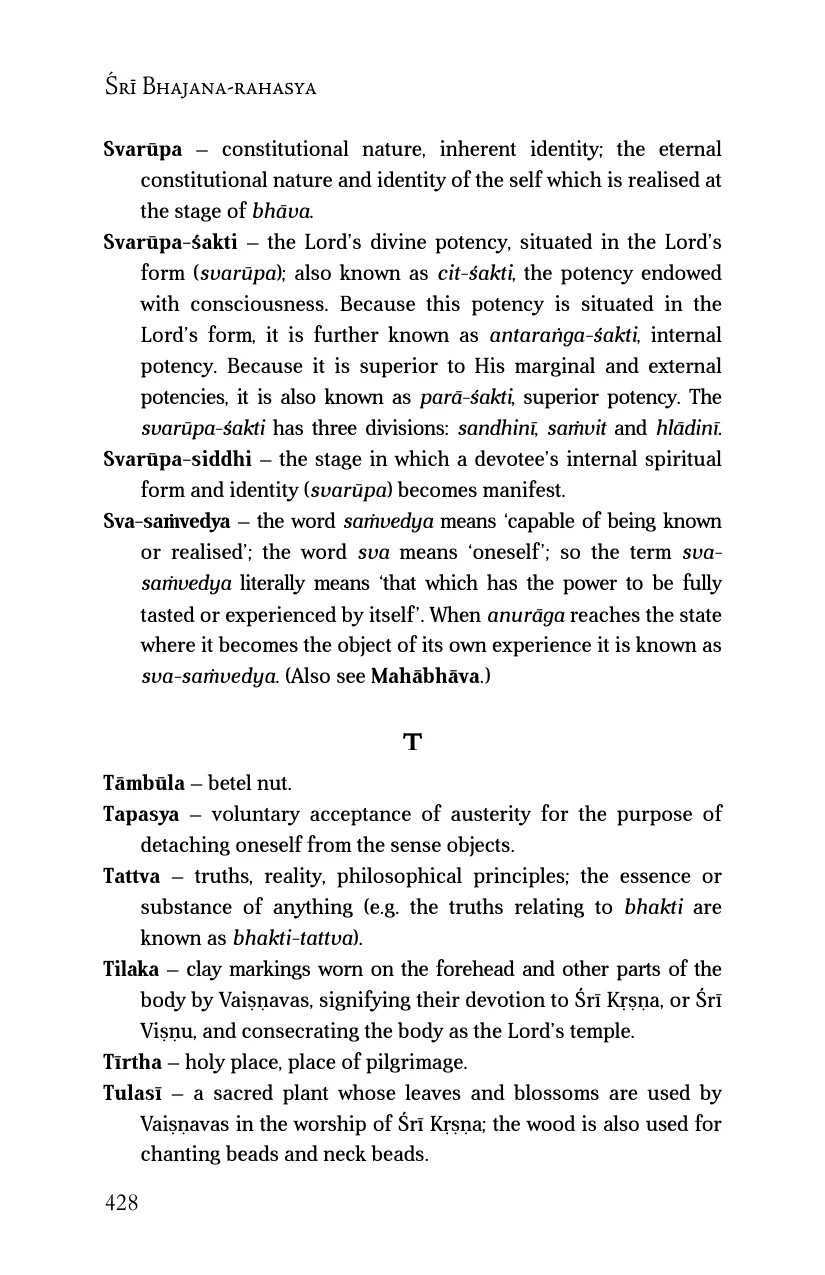 Śrī Bhajana-rahasya
Svarūpa – constitutional nature, inherent identity; the eternal
constitutional nature and identity of the self which is realised at
the stage of bhāva.
Svarūpa-śakti – the Lord’s divine potency, situated in the Lord’s
form (svarūpa); also known as cit-śakti, the potency endowed
with consciousness. Because this potency is situated in the
Lord’s form, it is further known as antaraṅga-śakti, internal
potency. Because it is superior to His marginal and external
potencies, it is also known as parā-śakti, superior potency. The
svarūpa-śakti has three divisions: sandhinī, saṁvit and hlādinī.
Svarūpa-siddhi – the stage in which a devotee’s internal spiritual
form and identity (svarūpa) becomes manifest.
Sva-saṁvedya – the word saṁvedya means ‘capable of being known
or realised’; the word sva means ‘oneself’; so the term sva-
saṁvedya literally means ‘that which has the power to be fully
tasted or experienced by itself’. When anurāga reaches the state
where it becomes the object of its own experience it is known as
sva-saṁvedya. (Also see Mahābhāva.)
T
Tāmbūla – betel nut.
Tapasya – voluntary acceptance of austerity for the purpose of
detaching oneself from the sense objects.
Tattva – truths, reality, philosophical principles; the essence or
substance of anything (e.g. the truths relating to bhakti are
known as bhakti-tattva).
Tilaka – clay markings worn on the forehead and other parts of the
body by Vaiṣṇavas, signifying their devotion to Śrī Kṛṣṇa, or Śrī
Viṣṇu, and consecrating the body as the Lord’s temple.
Tīrtha – holy place, place of pilgrimage.
Tulasī – a sacred plant whose leaves and blossoms are used by
Vaiṣṇavas in the worship of Śrī Kṛṣṇa; the wood is also used for
chanting beads and neck beads.
428